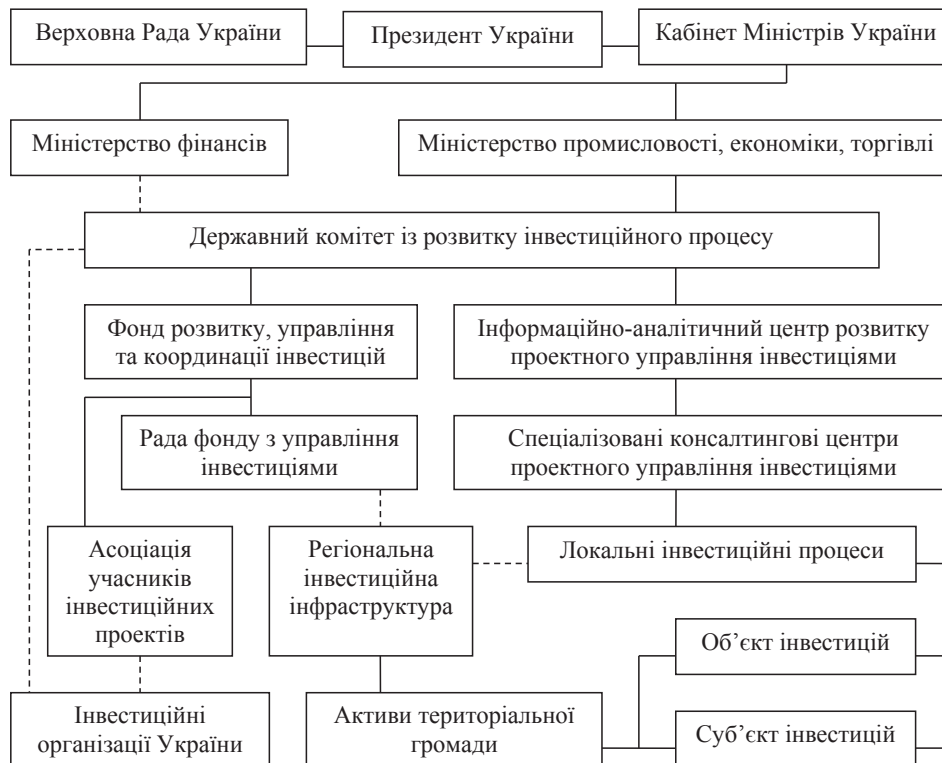 Верховна Рада України
Президент України
Кабінет Міністрів України
Міністерство фінансів
Міністерство промисловості, економіки, торгівлі
Державний комітет із розвитку інвестиційного процесу
Фонд розвитку, управління
та координації інвестицій
Інформаційно-аналітичний центр розвитку
проектного управління інвестиціями
Рада фонду з управління
інвестиціями
Спеціалізовані консалтингові центри
проектного управління інвестиціями
Асоціація
учасників
інвестиційних
проектів
Регіональна
інвестиційна
інфраструктура
Локальні інвестиційні процеси
Об’єкт інвестицій
Інвестиційні
організації України
Активи територіальної
громади
Суб’єкт інвестицій